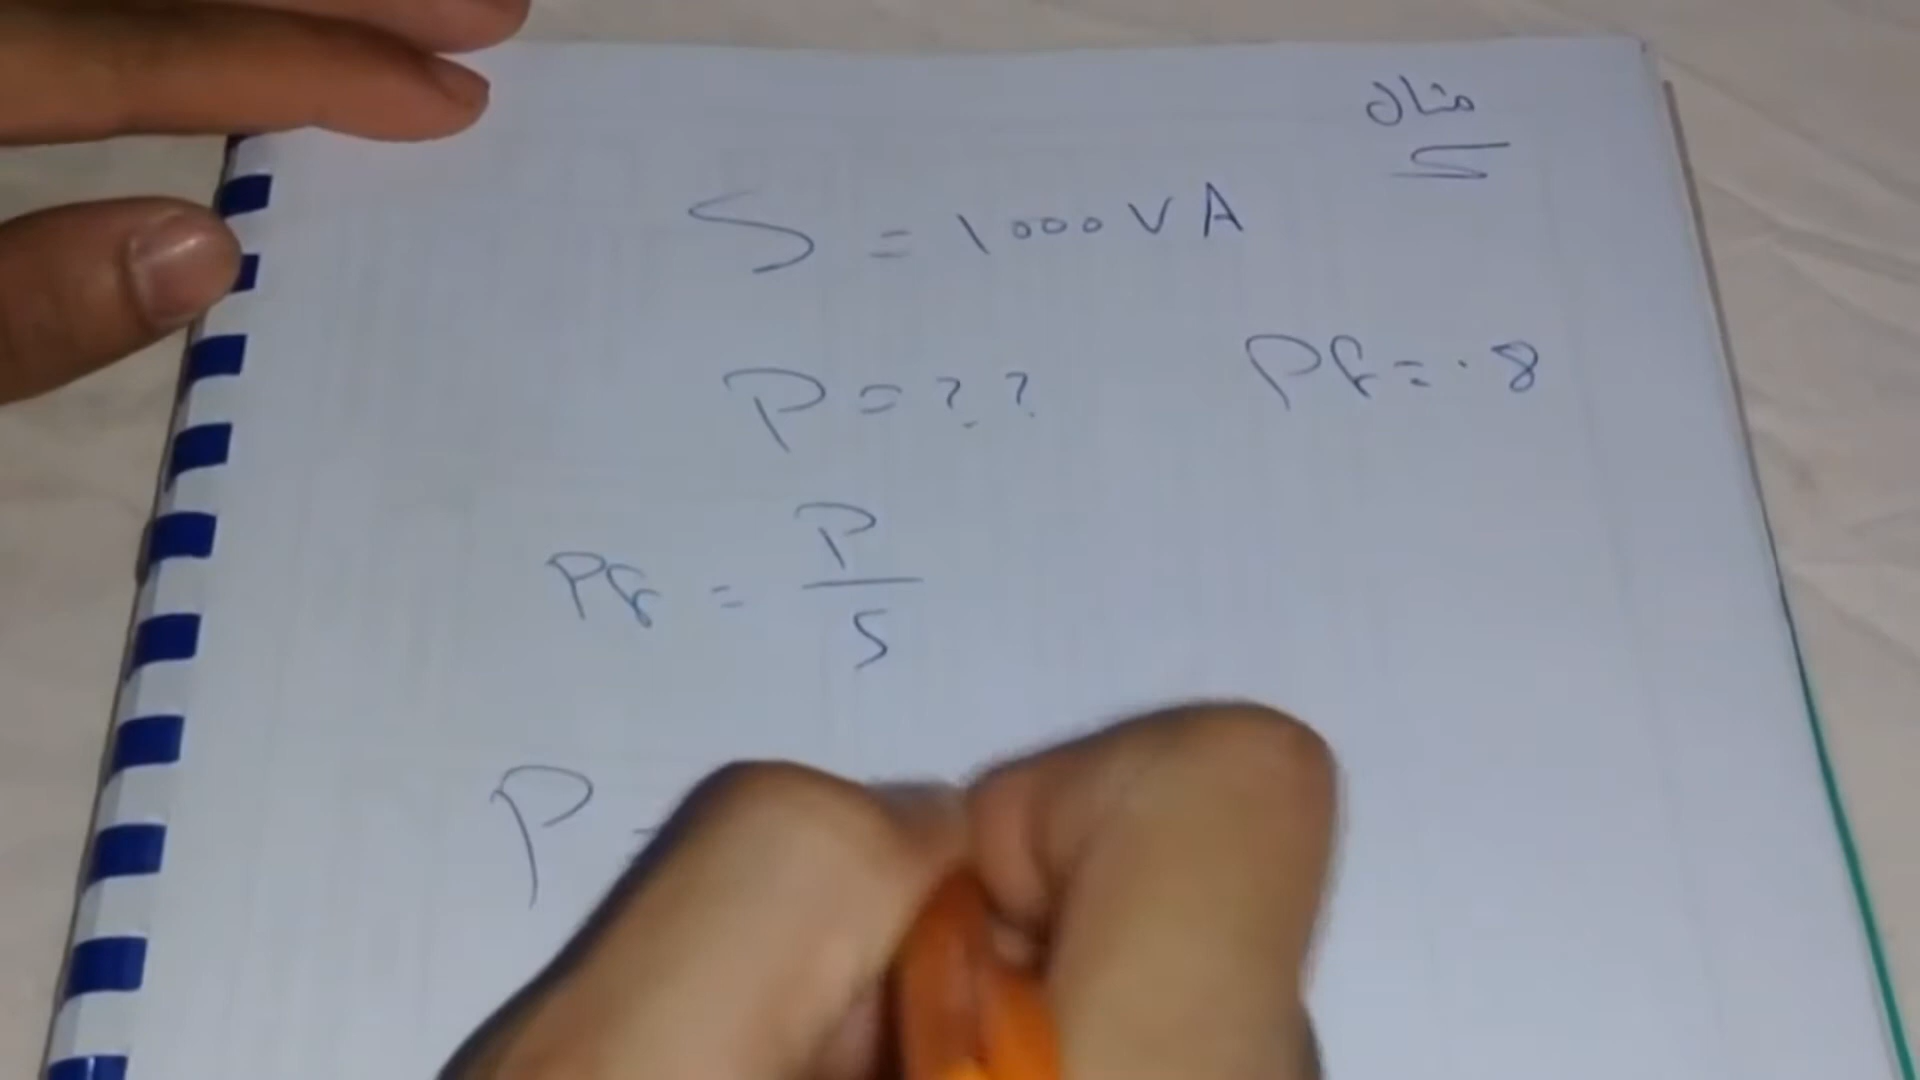 مثال
S = 1000 VA
P = ? ?
Pf = .8
Pf = P / S
P =